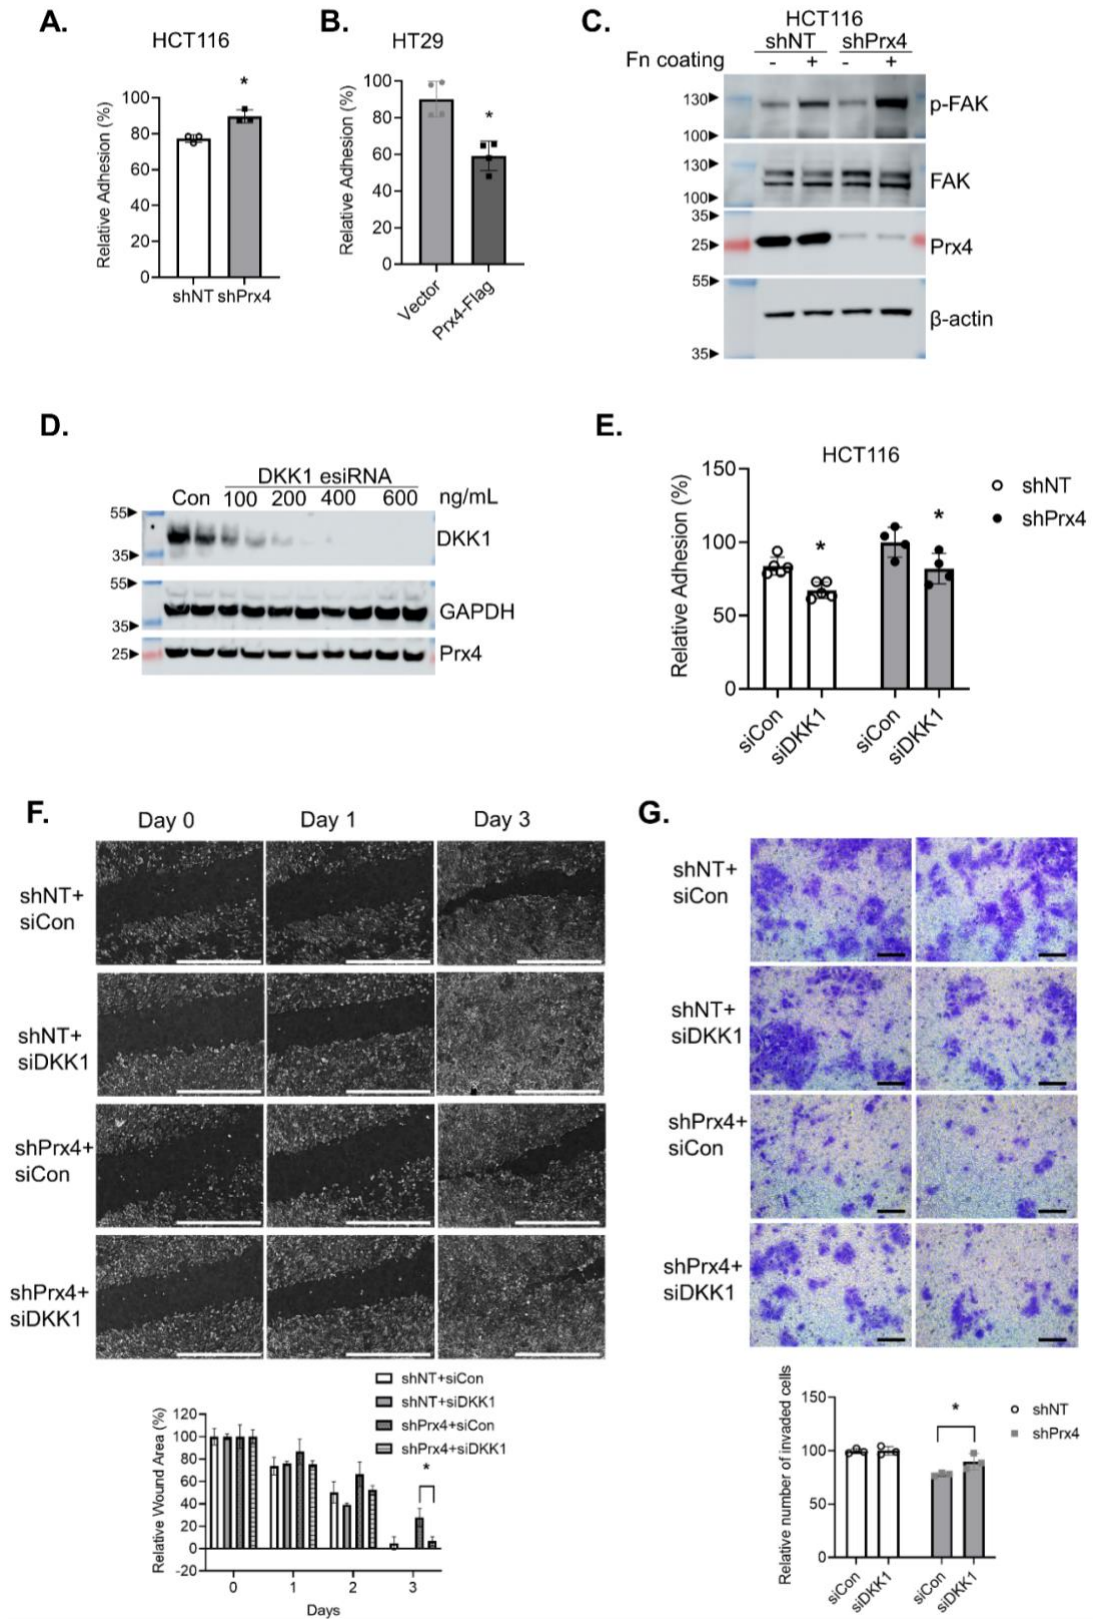 A.
HCT116
*
Relative Adhesion (%)
100
80
60
40
20
0
shNT shPrx4
B.
HT29
*
Relative Adhesion (%)
100
80
60
40
20
0
Vector
Prx4-Flag
C.
HCT116
shNT shPrx4
Fn coating - + - +
130
100
p-FAK
130
100
FAK
35
25
Prx4
55
35
β-actin
D.
DKK1 esiRNA
Con 100 200 400 600 ng/mL
55
35
DKK1
55
35
GAPDH
25
Prx4
E.
HCT116
Relative Adhesion (%)
150
100
50
0
* *
shNT
shPrx4
siCon
siDKK1
siCon
siDKK1
F.
Day 0 Day 1 Day 3
shNT+
siCon
shNT+
siDKK1
shPrx4+
siCon
shPrx4+
siDKK1
shNT+siCon
shNT+siDKK1
shPrx4+siCon
shPrx4+siDKK1
Relative Wound Area (%)
120
100
80
60
40
20
0
-20
*
0 1 2 3
Days
G.
shNT+
siCon
shNT+
siDKK1
shPrx4+
siCon
shPrx4+
siDKK1
Relative number of invaded cells
150
100
50
0
*
shNT
shPrx4
siCon
siDKK1
siCon
siDKK1